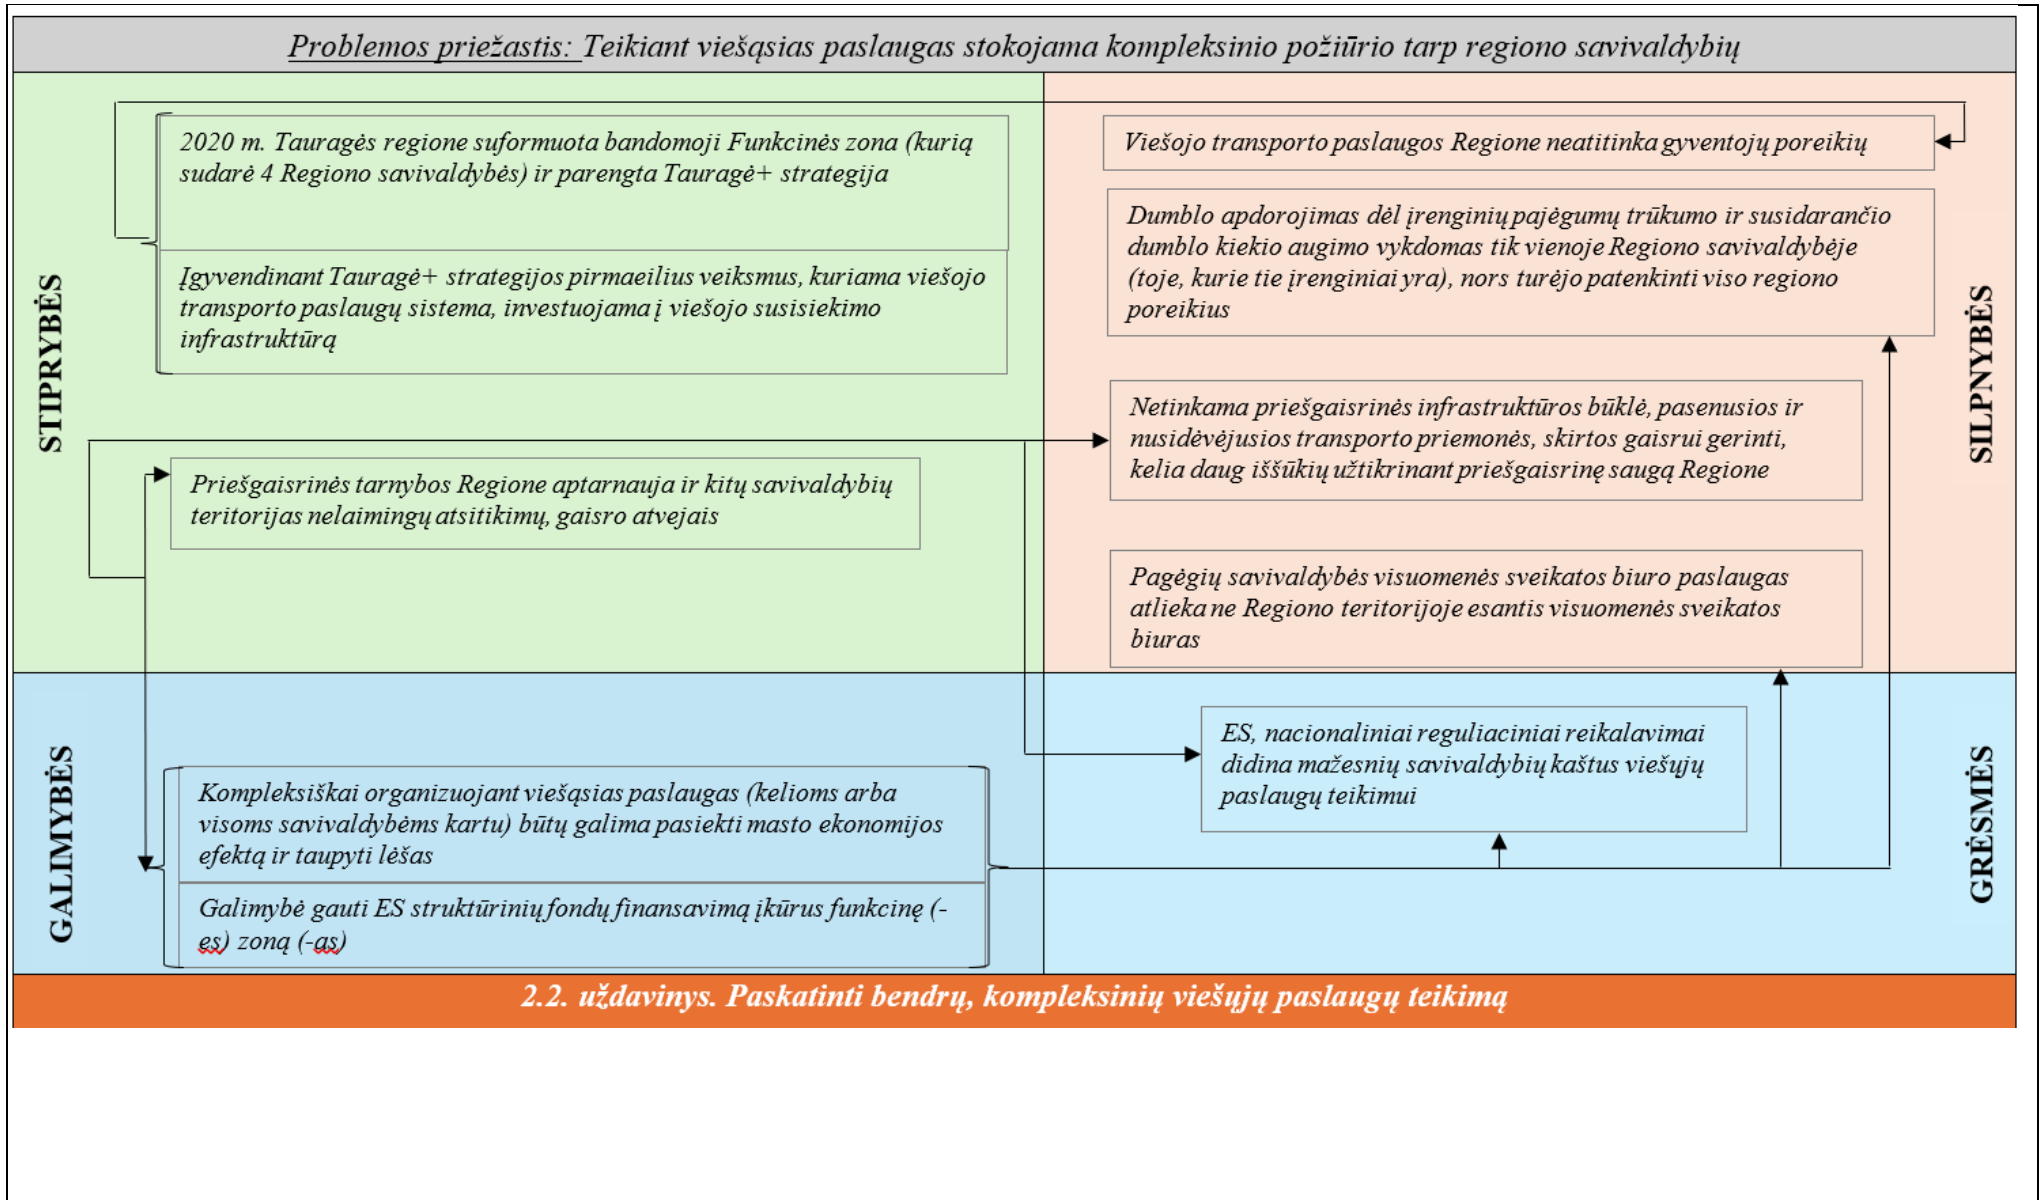 Problemos priežastis: Teikiant viešąsias paslaugas stokojama kompleksinio požiūrio tarp regiono savivaldybių
STIPRYBĖS
2020 m. Tauragės regione suformuota bandomoji Funkcinės zona (kurią
sudarė 4 Regiono savivaldybės) ir parengta Tauragė+ strategija
Įgyvendinant Tauragė+ strategijos pirmaeilius veiksmus, kuriama viešojo
transporto paslaugų sistema, investuojama į viešojo susisiekimo
infrastruktūrą
Priešgaisrinės tarnybos Regione aptarnauja ir kitų savivaldybių
teritorijas nelaimingų atsitikimų, gaisro atvejais
SILPNYBĖS
Viešojo transporto paslaugos Regione neatitinka gyventojų poreikių
Dumblo apdorojimas dėl įrenginių pajėgumų trūkumo ir susidarančio
dumblo kiekio augimo vykdomas tik vienoje Regiono savivaldybėje
(toje, kurie tie įrenginiai yra), nors turėjo patenkinti viso regiono
poreikius
Netinkama priešgaisrinės infrastruktūros būklė, pasenusios ir
nusidėvėjusios transporto priemonės, skirtos gaisrui gerinti,
kelia daug iššūkių užtikrinant priešgaisrinę saugą Regione
Pagėgių savivaldybės visuomenės sveikatos biuro paslaugas
atlieka ne Regiono teritorijoje esantis visuomenės sveikatos
biuras
GALIMYBĖS
Kompleksiškai organizuojant viešąsias paslaugas (kelioms arba
visoms savivaldybėms kartu) būtų galima pasiekti masto ekonomijos
efektą ir taupyti lėšas
Galimybė gauti ES struktūrinių fondų finansavimą įkūrus funkcinę (-
es) zoną (-as)
GRĖSMĖS
ES, nacionaliniai reguliaciniai reikalavimai
didina mažesnių savivaldybių kaštus viešųjų
paslaugų teikimui
2.2. uždavinys. Paskatinti bendrų, kompleksinių viešųjų paslaugų teikimą